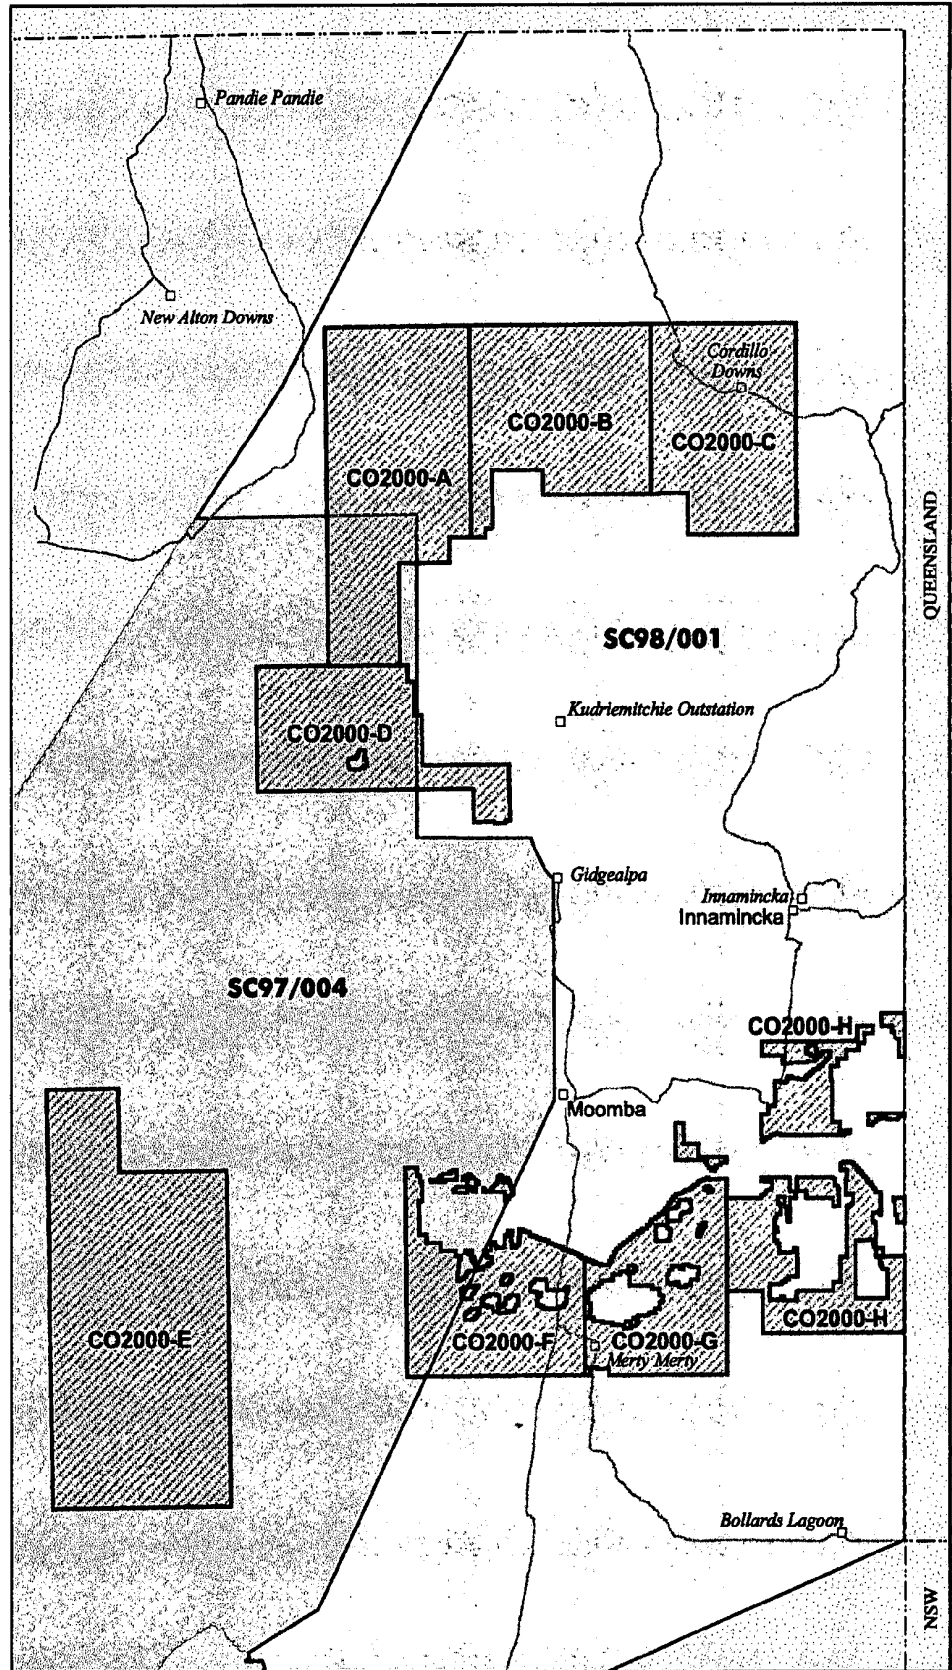 Pandie Pandie
New Alton Downs
Cordillo
Downs
CO2000-B
CO2000-C
CO2000-A
QUEENSLAND
SC98/001
Kudriemitchie Outstation
CO2000-D
Gidgealpa
Innamincka
Innamincka
SC97/004
CO2000-H
Moomba
CO2000-E
CO2000-F
CO2000-G
CO2000-H
Merty Merty
Bollards Lagoon
NSW